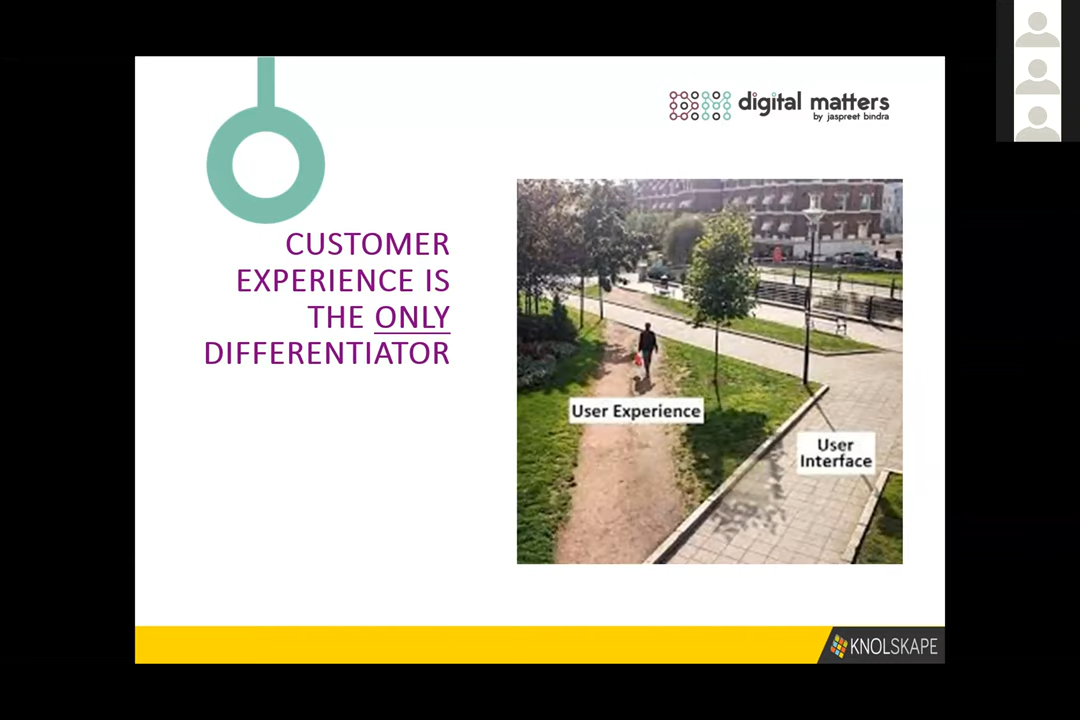 digital matters
by jaspreet bindra
CUSTOMER
EXPERIENCE IS
THE ONLY
DIFFERENTIATOR
User Experience
User
Interface
KNOLSKAPE